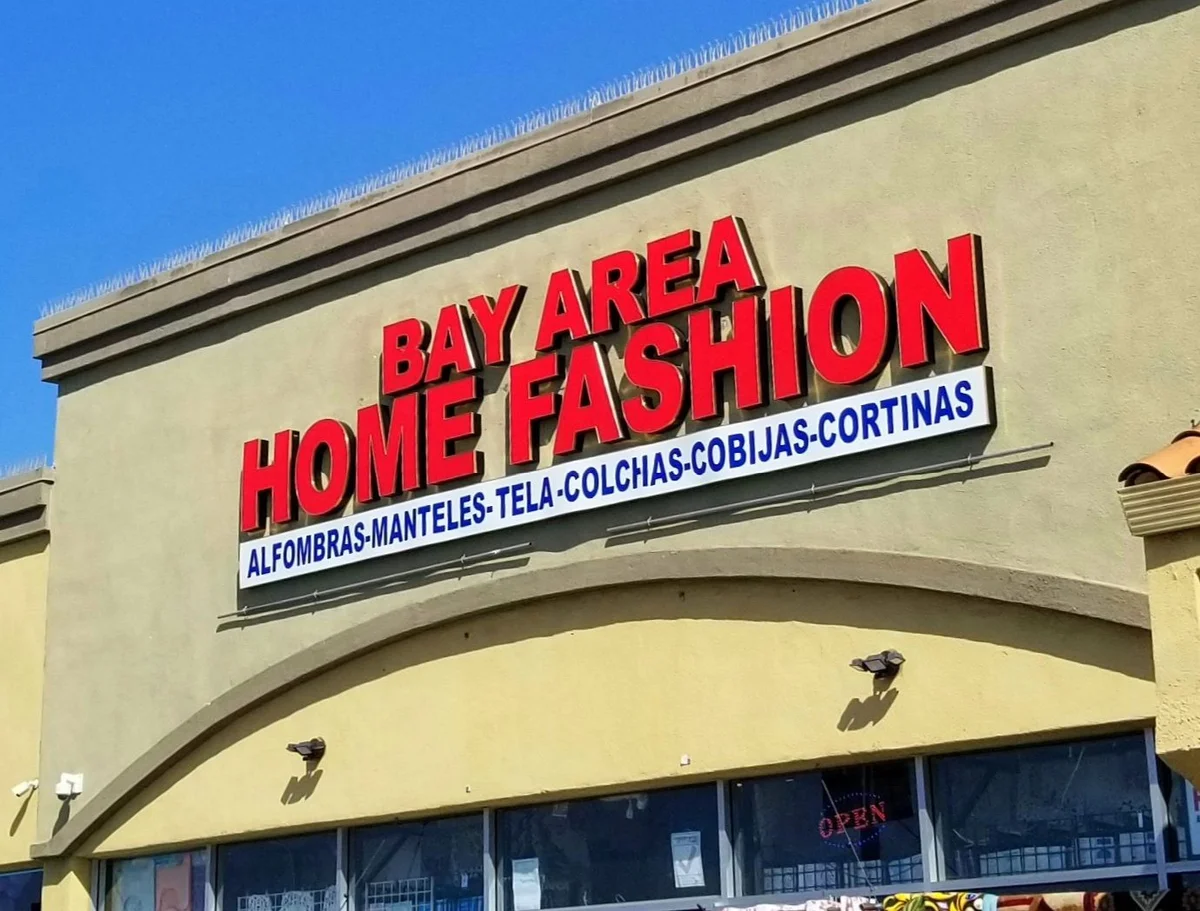 BAY AREA
HOME FASHION
ALFOMBRAS-MANTELES-TELA-COLCHAS-COBIJAS-CORTINAS
OPEN